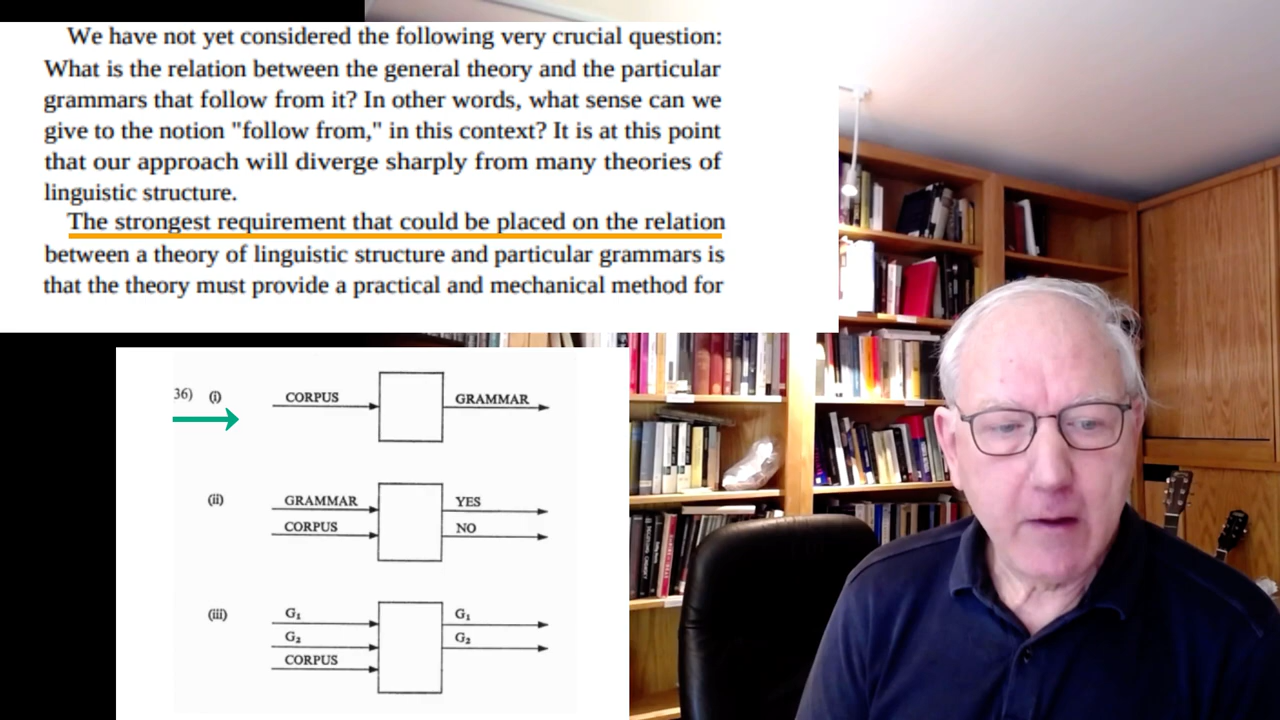 We have not yet considered the following very crucial question:
What is the relation between the general theory and the particular
grammars that follow from it? In other words, what sense can we
give to the notion "follow from," in this context? It is at this point
that our approach will diverge sharply from many theories of
linguistic structure.
The strongest requirement that could be placed on the relation
between a theory of linguistic structure and particular grammars is
that the theory must provide a practical and mechanical method for
36) (i) CORPUS GRAMMAR
(ii) GRAMMAR YES
CORPUS NO
(iii) G₁ G₁
G₂ G₂
CORPUS